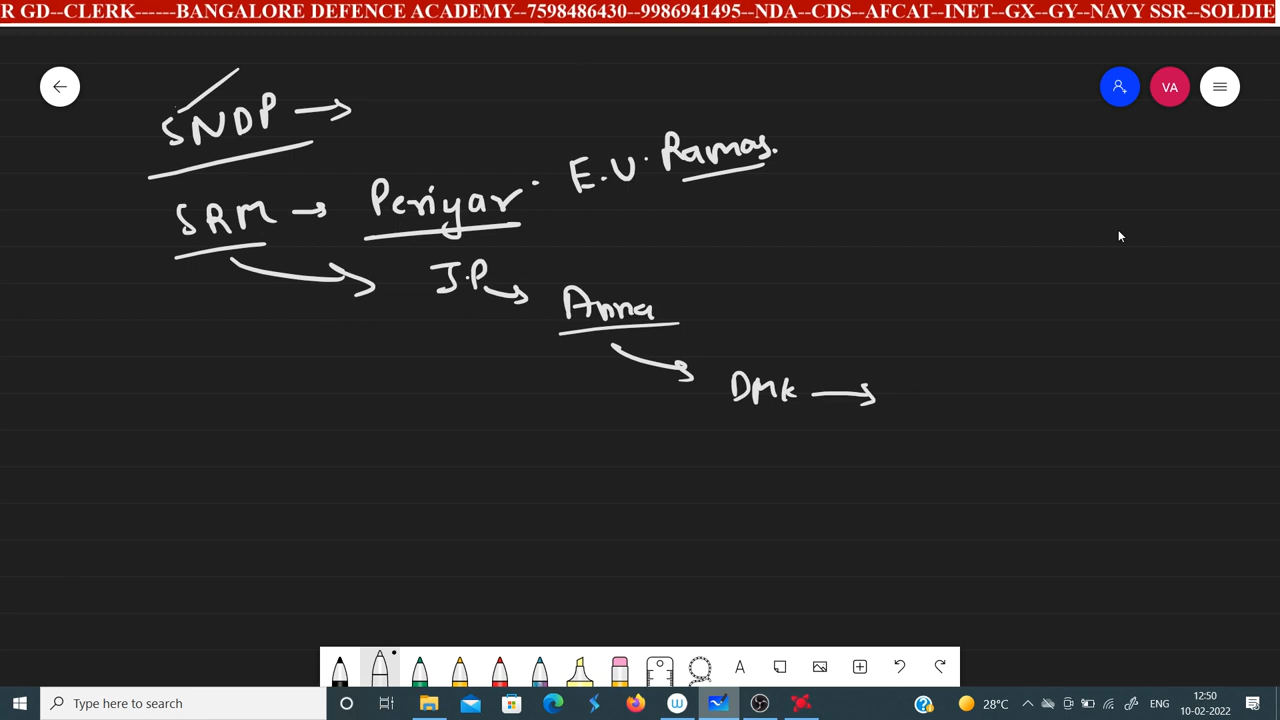 R GD--CLERK------BANGALORE DEFENCE ACADEMY--7598486430--9986941495--NDA--CDS--AFCAT--INET--GX--GY--NAVY SSR--SOLDIE
VA
SNDP →
SRM → Periyar. E.V. Ramas.
J.P → Anna
DMK →
A
Type here to search
28°C
ENG
12:50
10-02-2022